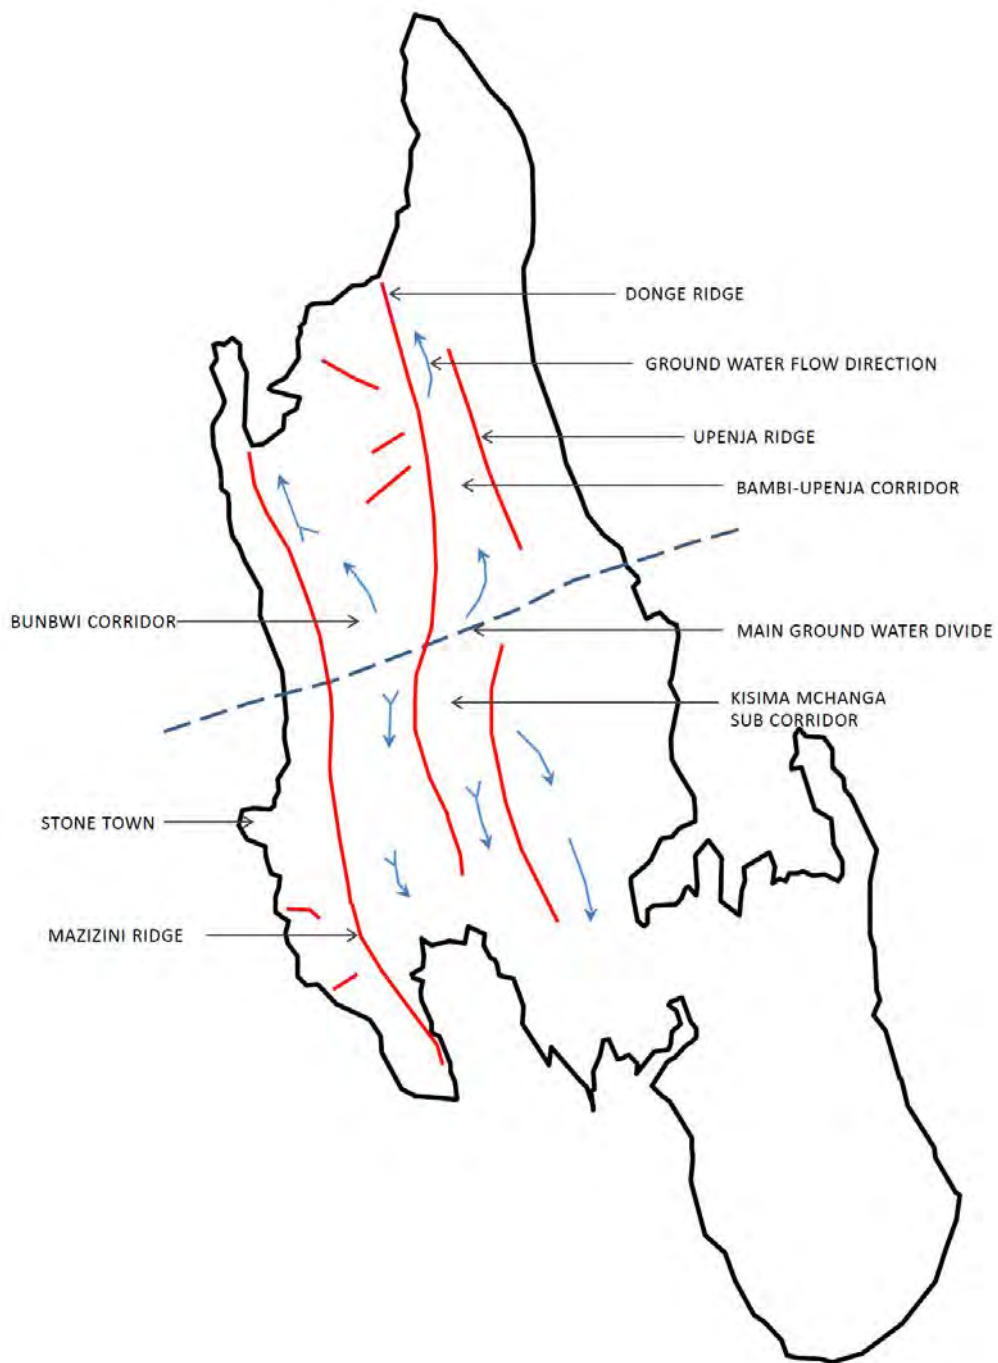 DONGE RIDGE
GROUND WATER FLOW DIRECTION
UPENJA RIDGE
BAMBI-UPENJA CORRIDOR
BUNBWI CORRIDOR
MAIN GROUND WATER DIVIDE
KISIMA MCHANGA
SUB CORRIDOR
STONE TOWN
MAZIZINI RIDGE